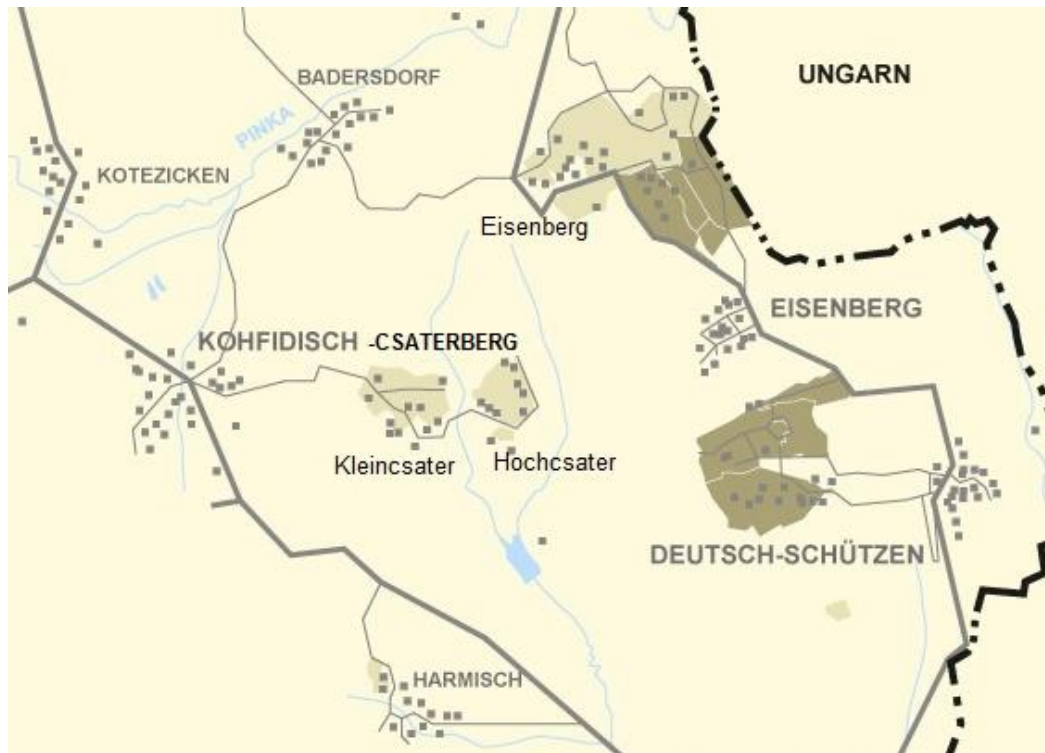 UNGARN
BADERSDORF
PINKA
KOTEZICKEN
Eisenberg
EISENBERG
KOHFIDISCH -CSATERBERG
Kleincsater
Hochcsater
DEUTSCH-SCHÜTZEN
HARMISCH